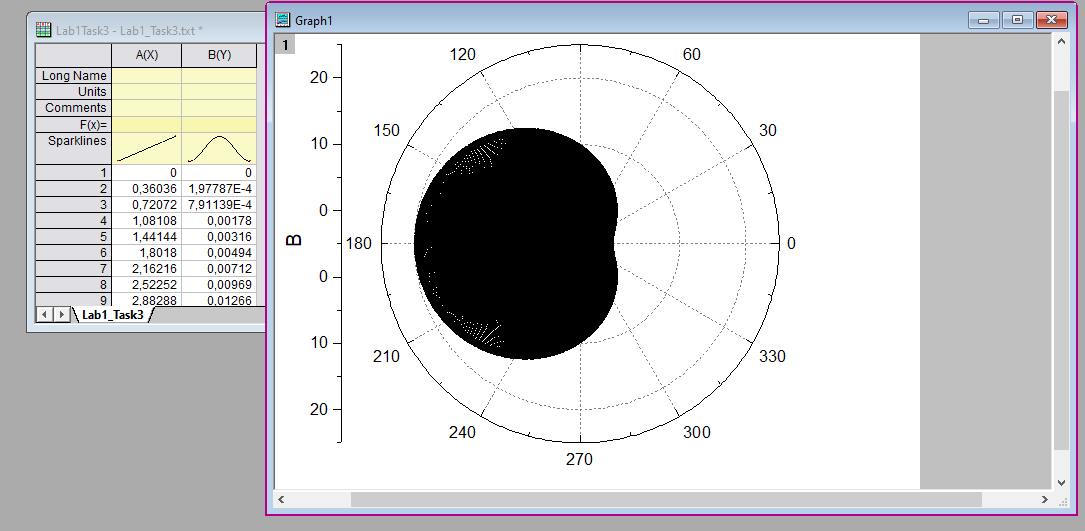 Lab1Task3 - Lab1_Task3.txt *
A(X) B(Y)
Long Name
Units
Comments
F(x)=
Sparklines
1 0 0
2 0,36036 1,97787E-4
3 0,72072 7,91139E-4
4 1,08108 0,00178
5 1,44144 0,00316
6 1,8018 0,00494
7 2,16216 0,00712
8 2,52252 0,00969
9 2,88288 0,01266
Lab1_Task3
Graph1
1
120 60
20
150 30
10
0
B 180 0
0
210 330
10
20
240 300
270